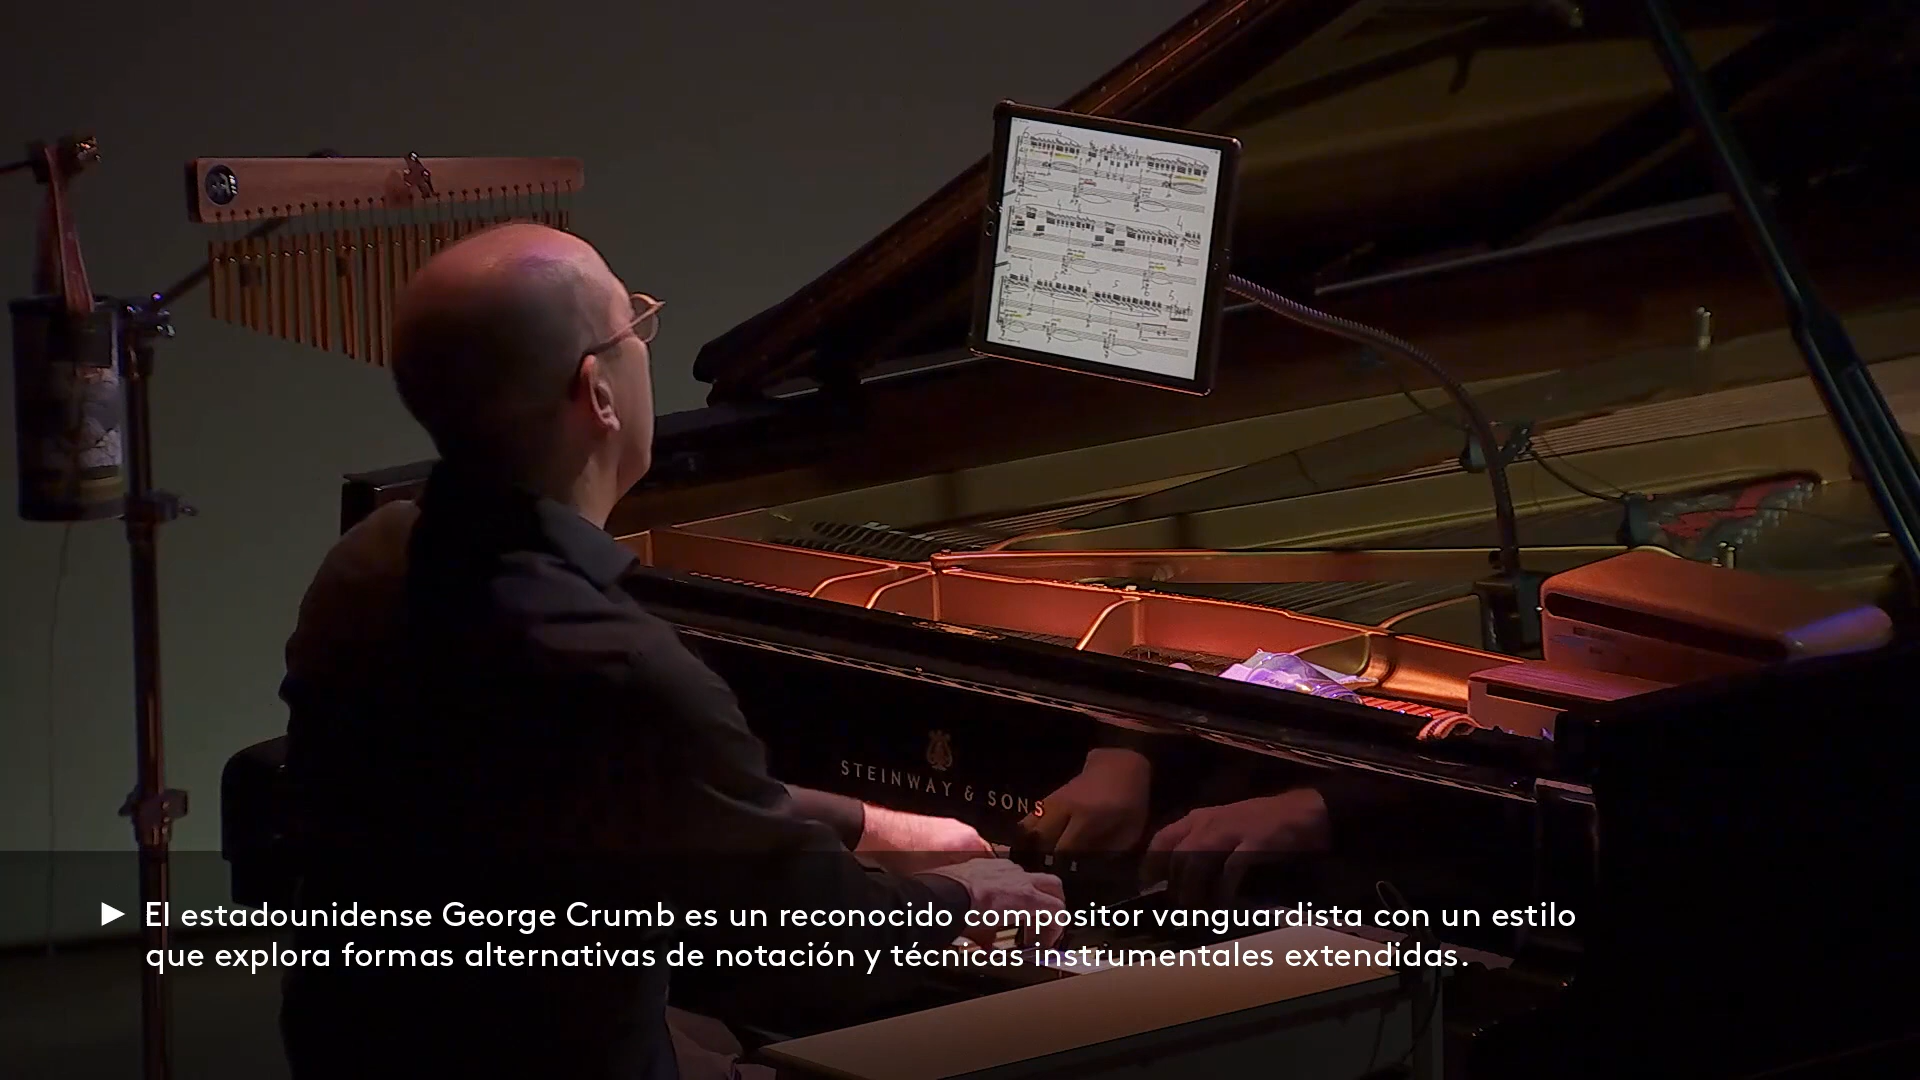 STEINWAY & SONS
El estadounidense George Crumb es un reconocido compositor vanguardista con un estilo
que explora formas alternativas de notación y técnicas instrumentales extendidas.